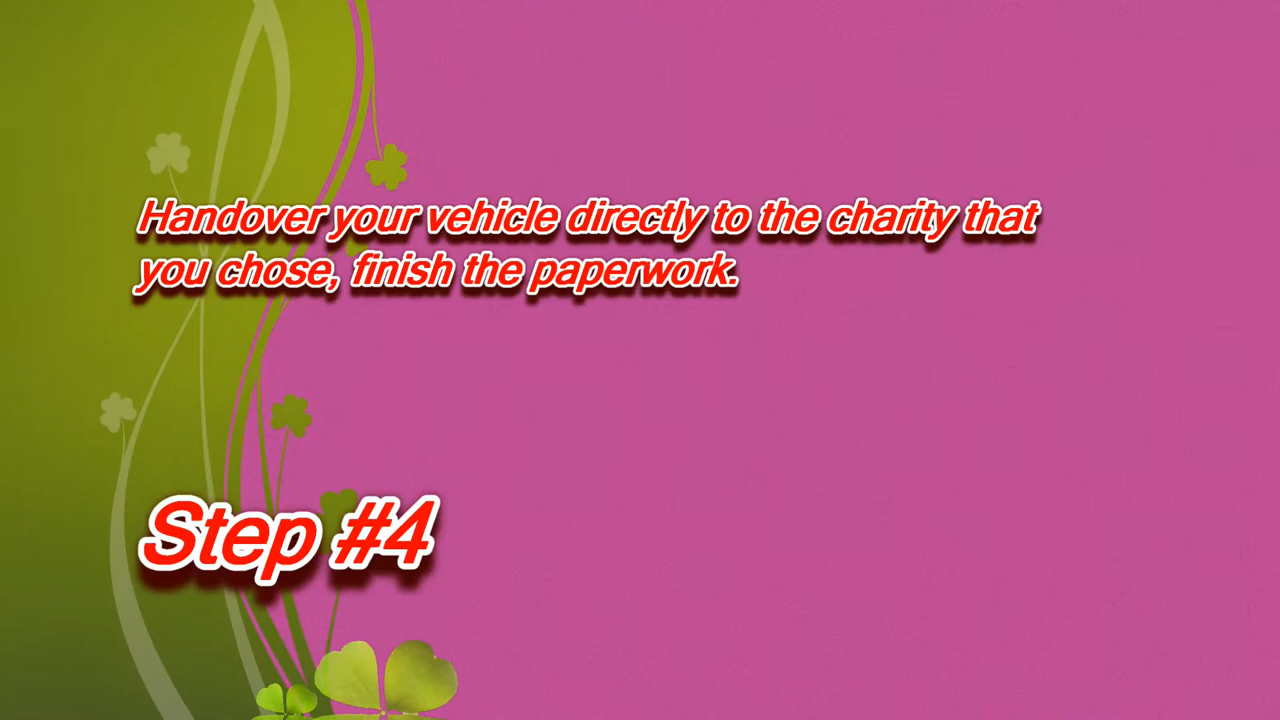 Handover your vehicle directly to the charity that
you chose, finish the paperwork.
Step #4